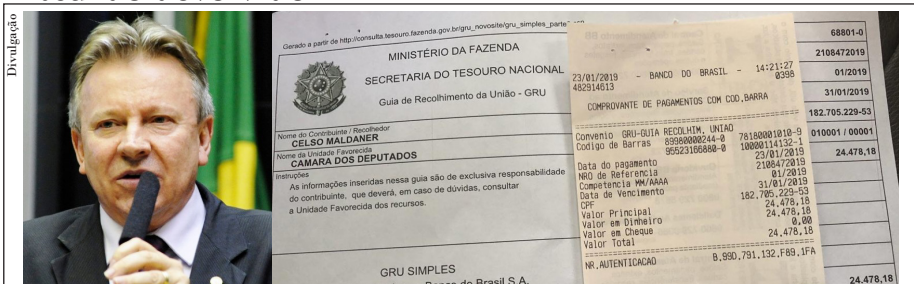 Divulgação
Gerado a partir de http://consulta.tesouro.fazenda.gov.br/gru_novosite/gru_simples_parte2.asp
MINISTÉRIO DA FAZENDA
SECRETARIA DO TESOURO NACIONAL
Guia de Recolhimento da União - GRU
Nome do Contribuinte / Recolhedor
CELSO MALDANER
Nome da Unidade Favorecida
CAMARA DOS DEPUTADOS
Instruções
As informações inseridas nessa guia são de exclusiva responsabilidade
do contribuinte, que deverá, em caso de dúvidas, consultar
a Unidade Favorecida dos recursos.
GRU SIMPLES
Banco do Brasil S.A.
23/01/2019 - BANCO DO BRASIL - 14:21:27
482914613 0398
COMPROVANTE DE PAGAMENTOS COM COD.BARRA
Convenio GRU-GUIA RECOLHIM. UNIAO
Codigo de Barras 89980000244-0 78180001010-9
95523166880-0 10000114132-1
Data do pagamento 23/01/2019
NRO de Referencia 2108472019
Competencia MM/AAAA 01/2019
Data de Vencimento 31/01/2019
CPF 182.705.229-53
Valor Principal 24.478,18
Valor em Dinheiro 24.478,18
Valor em Cheque 0,00
Valor Total 24.478,18
NR.AUTENTICACAO B.99D.791.132.F89.1FA
68801-0
2108472019
01/2019
31/01/2019
182.705.229-53
010001 / 00001
24.478,18
24.478,18